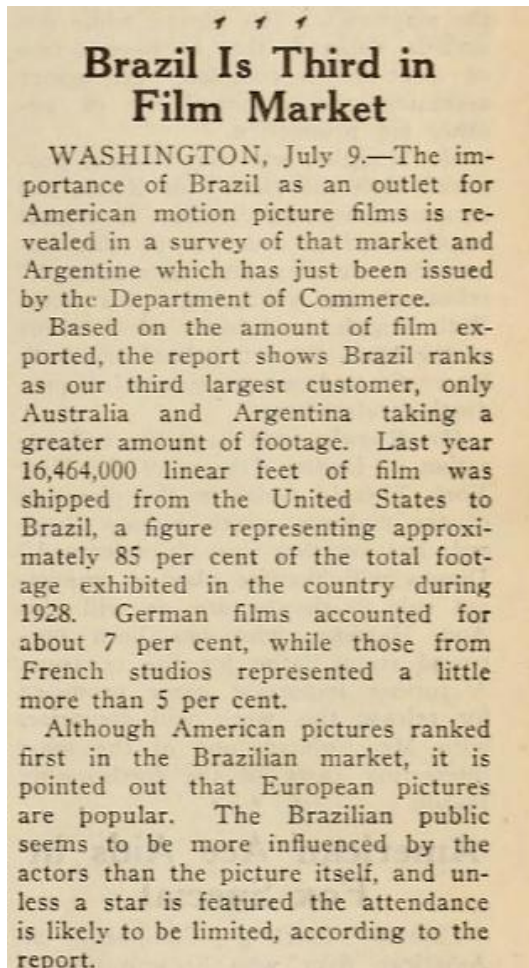 Brazil Is Third in
Film Market
WASHINGTON, July 9.—The im-
portance of Brazil as an outlet for
American motion picture films is re-
vealed in a survey of that market and
Argentine which has just been issued
by the Department of Commerce.
Based on the amount of film ex-
ported, the report shows Brazil ranks
as our third largest customer, only
Australia and Argentina taking a
greater amount of footage. Last year
16,464,000 linear feet of film was
shipped from the United States to
Brazil, a figure representing approxi-
mately 85 per cent of the total foot-
age exhibited in the country during
1928. German films accounted for
about 7 per cent, while those from
French studios represented a little
more than 5 per cent.
Although American pictures ranked
first in the Brazilian market, it is
pointed out that European pictures
are popular. The Brazilian public
seems to be more influenced by the
actors than the picture itself, and un-
less a star is featured the attendance
is likely to be limited, according to the
report.